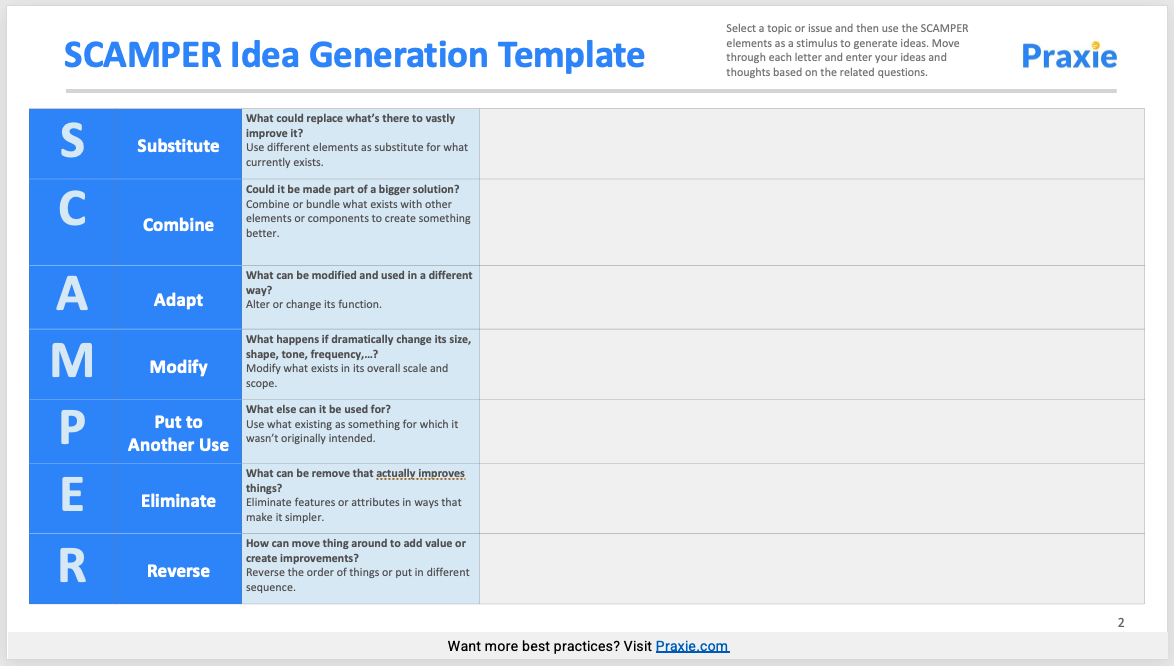 SCAMPER Idea Generation Template
Select a topic or issue and then use the SCAMPER
elements as a stimulus to generate ideas. Move
through each letter and enter your ideas and
thoughts based on the related questions.
Praxie
S
Substitute
What could replace what's there to vastly
improve it?
Use different elements as substitute for what
currently exists.
C
Combine
Could it be made part of a bigger solution?
Combine or bundle what exists with other
elements or components to create something
better.
A
Adapt
What can be modified and used in a different
way?
Alter or change its function.
M
Modify
What happens if dramatically change its size,
shape, tone, frequency,...?
Modify what exists in its overall scale and
scope.
P
Put to
Another Use
What else can it be used for?
Use what existing as something for which it
wasn't originally intended.
E
Eliminate
What can be remove that actually improves
things?
Eliminate features or attributes in ways that
make it simpler.
R
Reverse
How can move thing around to add value or
create improvements?
Reverse the order of things or put in different
sequence.
2
Want more best practices? Visit Praxie.com